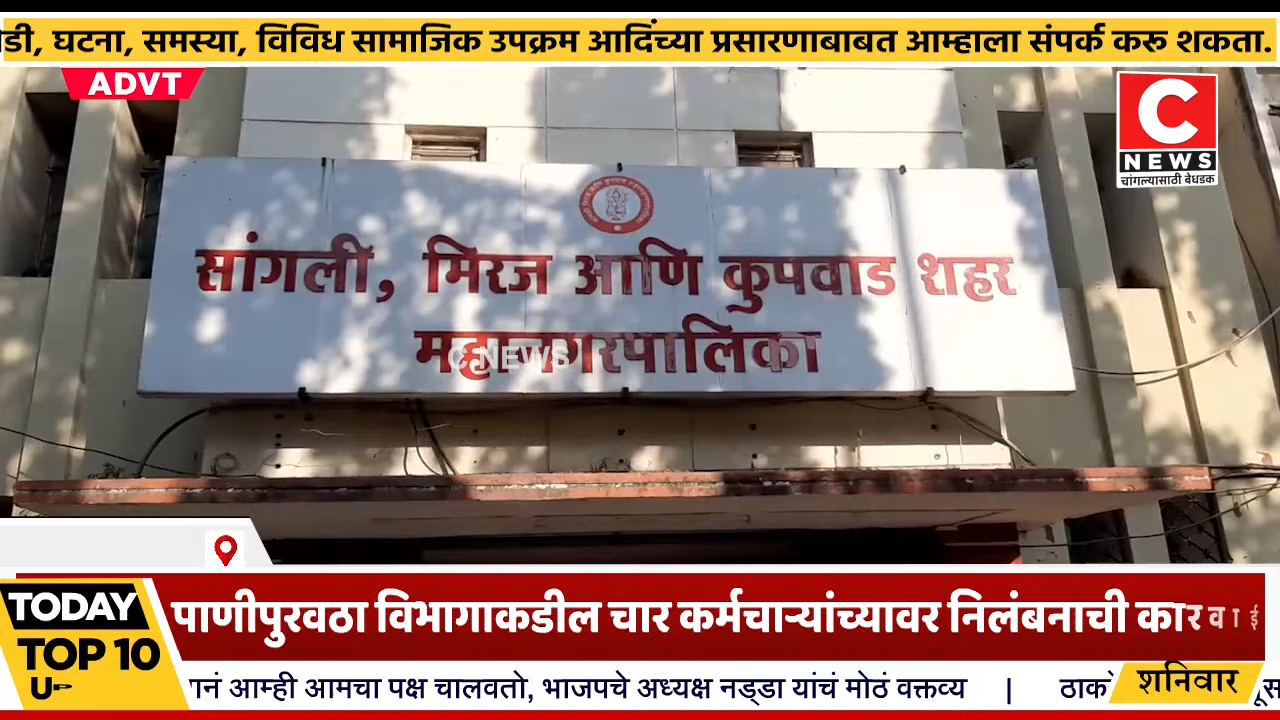 घटना, समस्या, विविध सामाजिक उपक्रम आदिंच्या प्रसारणाबाबत आम्हाला संपर्क करू शकता.
ADVT
C
NEWS
चांगल्यासाठी बेधडक
सांगली, मिरज आणि कुपवाड शहर
महानगरपालिका
C NEWS
TODAY
TOP 10
पाणीपुरवठा विभागाकडील चार कर्मचाऱ्यांच्यावर निलंबनाची कारवाई
आम्ही आमचा पक्ष चालवतो, भाजपचे अध्यक्ष नड्डा यांचं मोठं वक्तव्य |
शनिवार